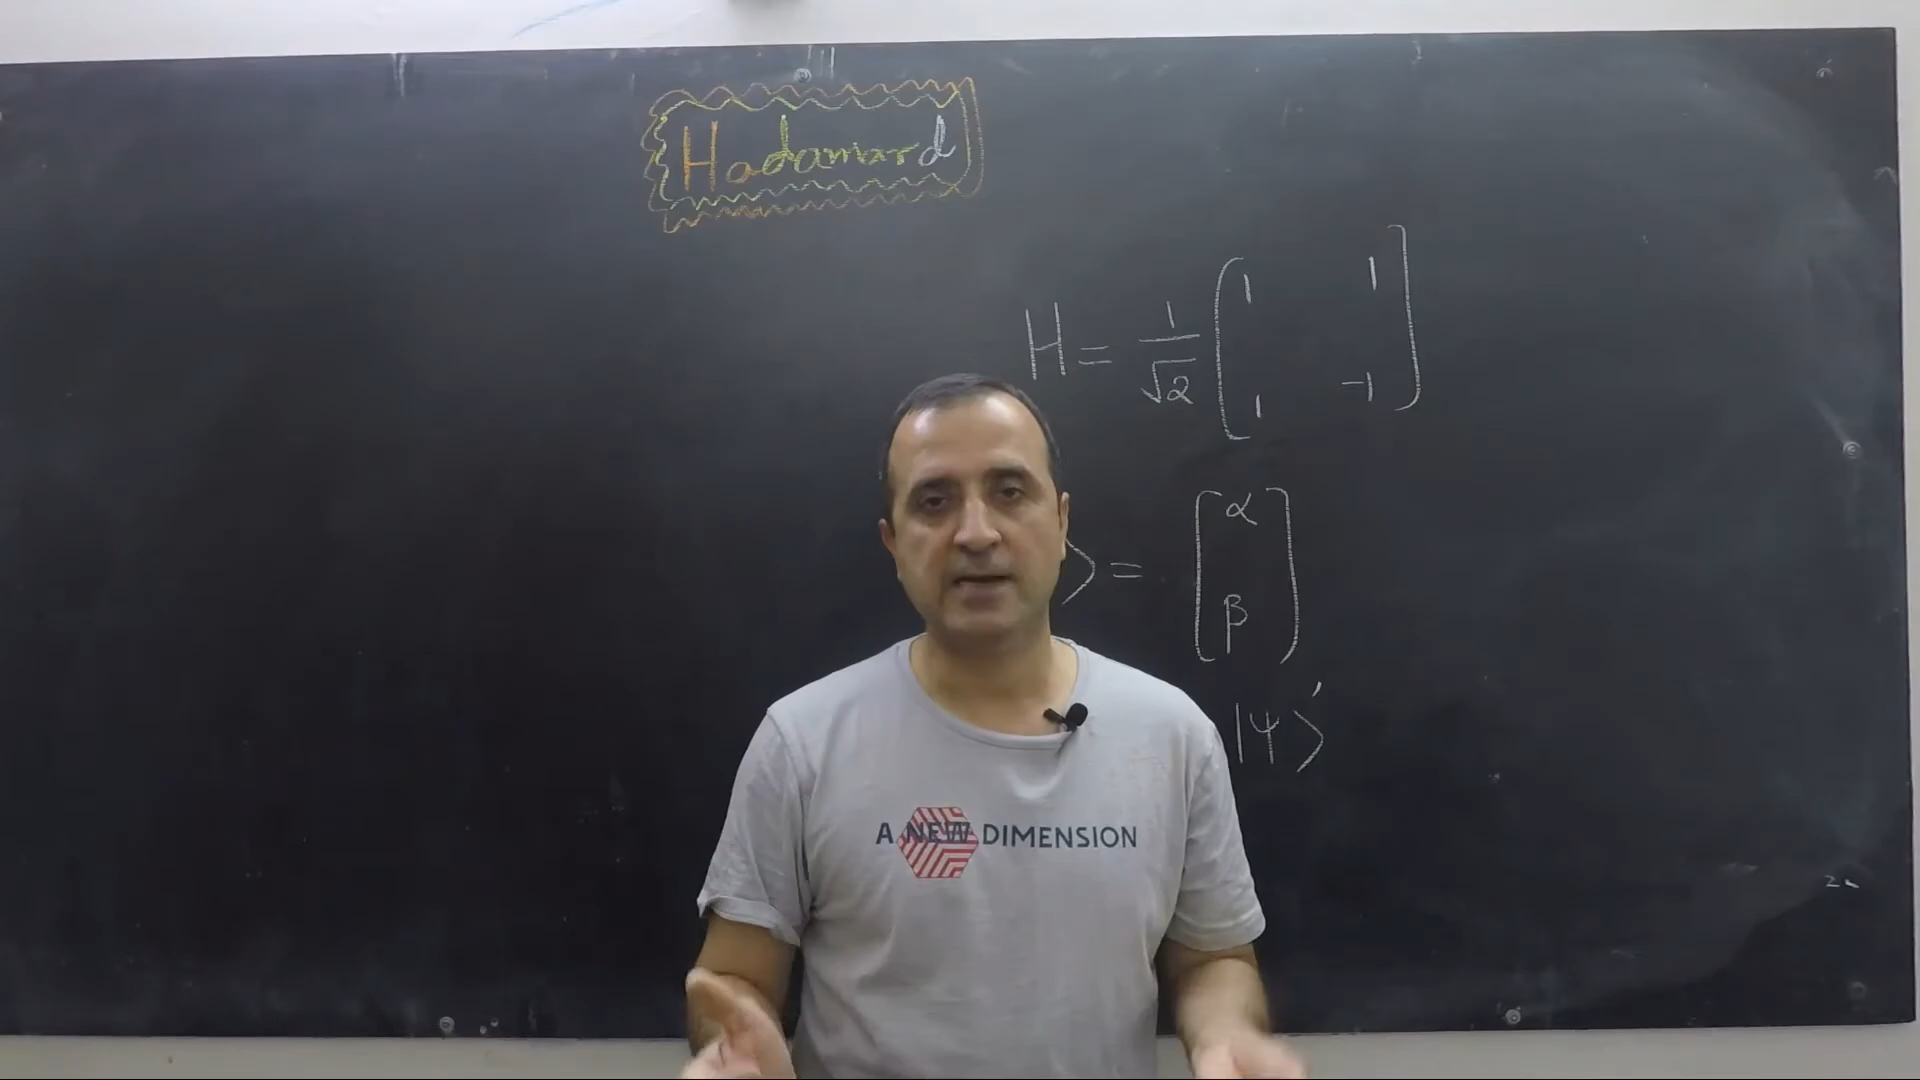 Hadamard
H = 1/√2 [1 1
1 -1]
⟩ = [α
β]
|ψ⟩'
A NEW DIMENSION